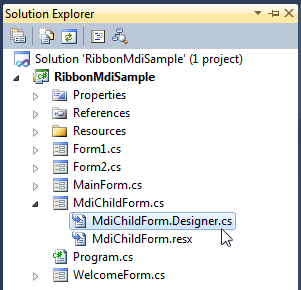 Solution Explorer
Solution 'RibbonMdiSample' (1 project)
RibbonMdiSample
Properties
References
Resources
Form1.cs
Form2.cs
MainForm.cs
MdiChildForm.cs
MdiChildForm.Designer.cs
MdiChildForm.resx
Program.cs
WelcomeForm.cs